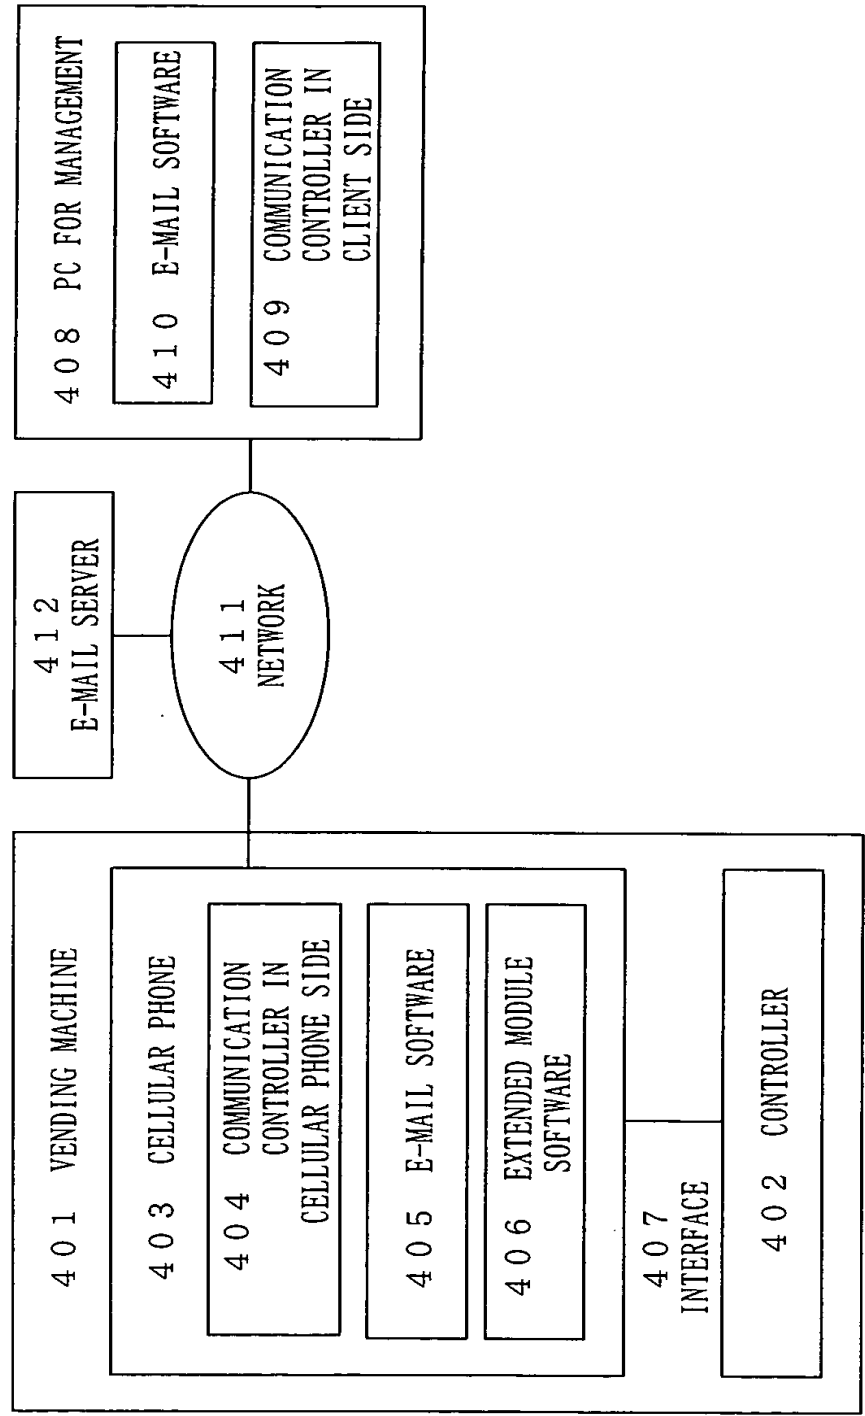 401 VENDING MACHINE
403 CELLULAR PHONE
404 COMMUNICATION
CONTROLLER IN
CELLULAR PHONE SIDE
405 E-MAIL SOFTWARE
406 EXTENDED MODULE
SOFTWARE
407
INTERFACE
402 CONTROLLER
412
E-MAIL SERVER
411
NETWORK
408 PC FOR MANAGEMENT
410 E-MAIL SOFTWARE
409 COMMUNICATION
CONTROLLER IN
CLIENT SIDE